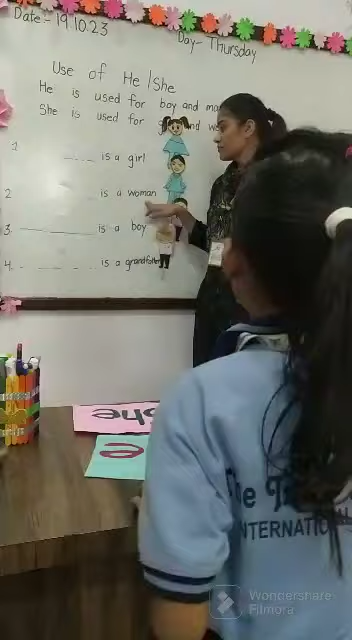 Date:- 19.10.23
Day- Thursday
Use of He /She
He is used for boy and
She is used for and
1 ____ is a girl
2 is a woman
3. ____ is a boy
4. ____ is a grandfather
She
The
INTERNATIONAL
Wondershare
Filmora